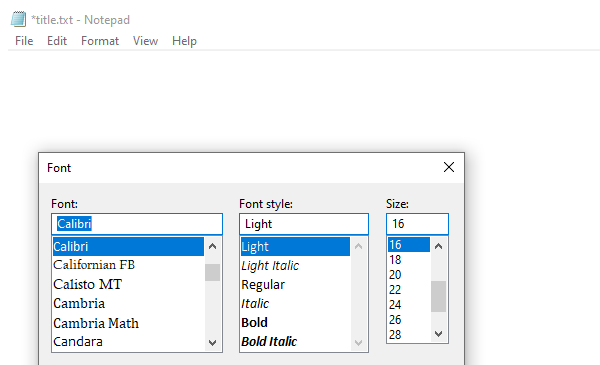 *title.txt - Notepad
File Edit Format View Help
Font
Font: Font style: Size:
Calibri Light 16
Calibri Light 16
Californian FB Light Italic 18
Calisto MT Regular 20
Cambria Italic 22
Cambria Math Bold 24
Candara Bold Italic 26
28